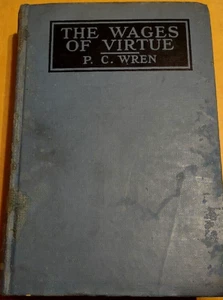 THE WAGES
OF VIRTUE
P. C. WREN